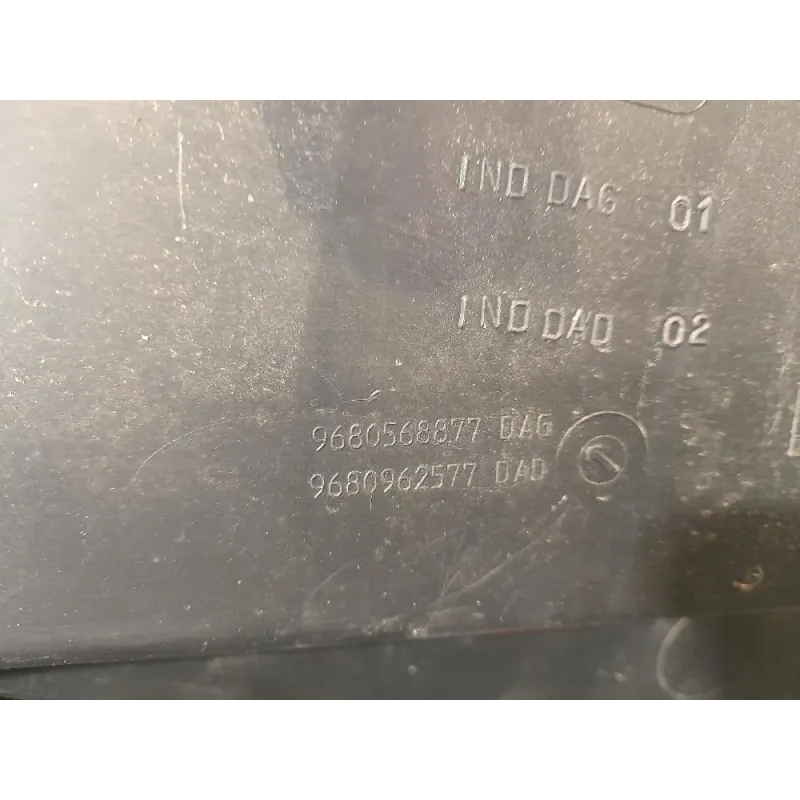 IND DAG 01
IND DAD 02
9680568877 DAG
9680962577 DAD